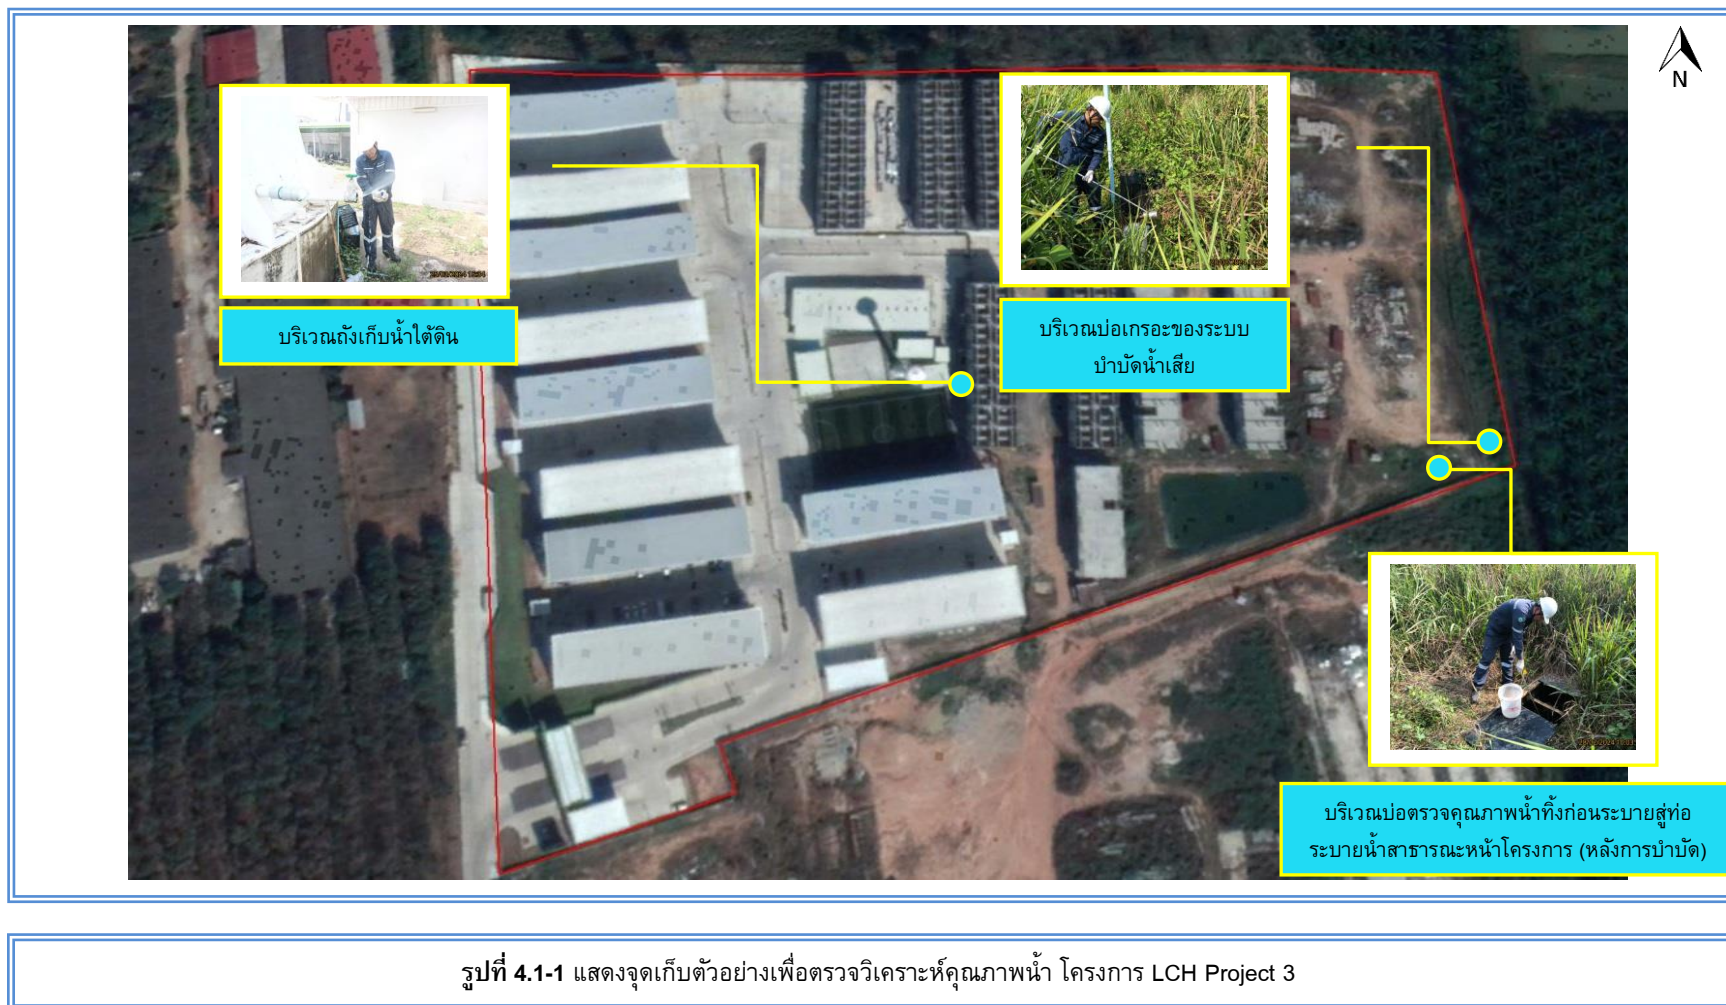 N
บริเวณถังเก็บน้ำใต้ดิน
บริเวณบ่อเกรอะของระบบ
บำบัดน้ำเสีย
บริเวณบ่อตรวจคุณภาพน้ำทิ้งก่อนระบายสู่ท่อ
ระบายน้ำสาธารณะหน้าโครงการ (หลังการบำบัด)
รูปที่ 4.1-1 แสดงจุดเก็บตัวอย่างเพื่อตรวจวิเคราะห์คุณภาพน้ำ โครงการ LCH Project 3